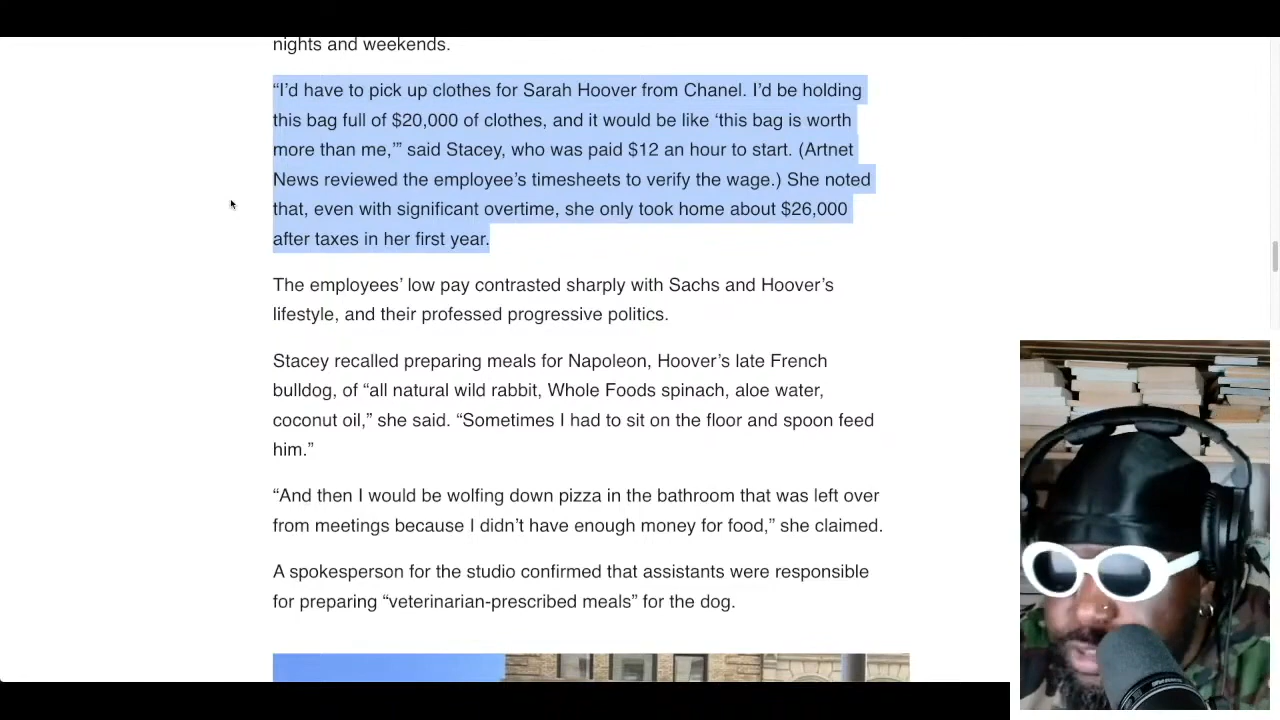 nights and weekends.
“I’d have to pick up clothes for Sarah Hoover from Chanel. I’d be holding
this bag full of $20,000 of clothes, and it would be like ‘this bag is worth
more than me,’” said Stacey, who was paid $12 an hour to start. (Artnet
News reviewed the employee’s timesheets to verify the wage.) She noted
that, even with significant overtime, she only took home about $26,000
after taxes in her first year.
The employees’ low pay contrasted sharply with Sachs and Hoover’s
lifestyle, and their professed progressive politics.
Stacey recalled preparing meals for Napoleon, Hoover’s late French
bulldog, of “all natural wild rabbit, Whole Foods spinach, aloe water,
coconut oil,” she said. “Sometimes I had to sit on the floor and spoon feed
him.”
“And then I would be wolfing down pizza in the bathroom that was left over
from meetings because I didn’t have enough money for food,” she claimed.
A spokesperson for the studio confirmed that assistants were responsible
for preparing “veterinarian-prescribed meals” for the dog.